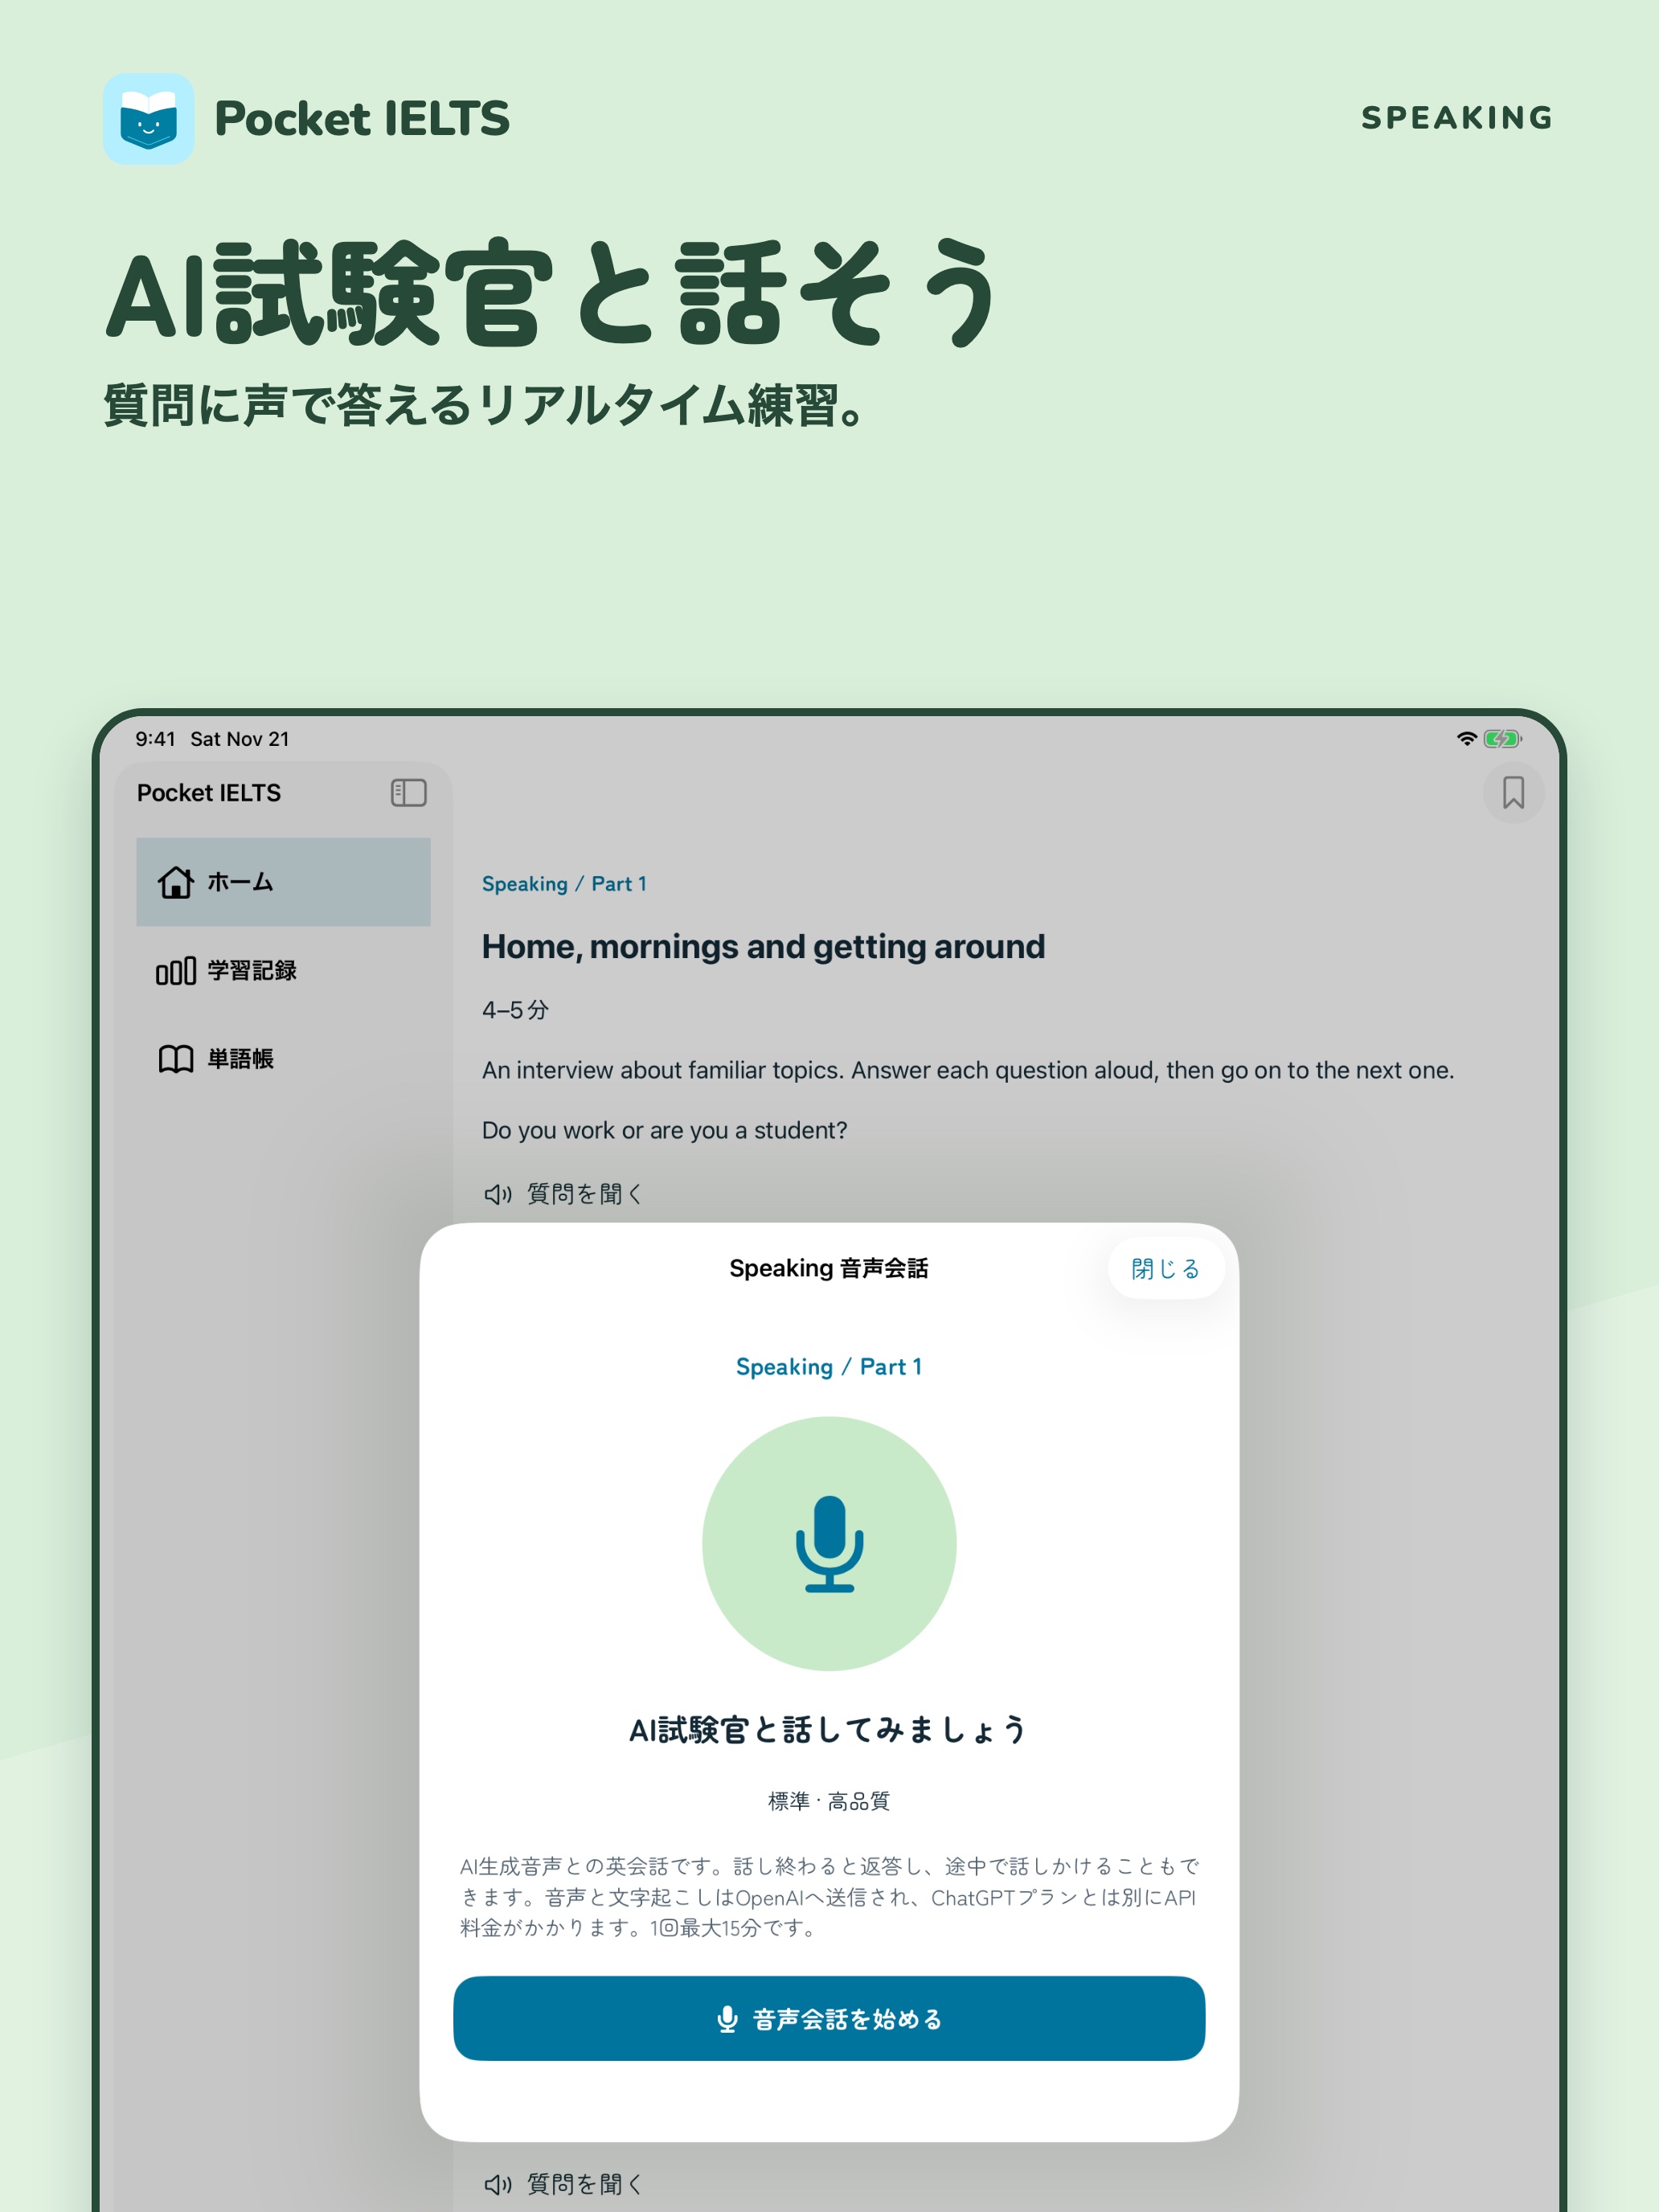 Pocket IELTS
SPEAKING
AI試験官と話そう
質問に声で答えるリアルタイム練習。
9:41 Sat Nov 21
Pocket IELTS
ホーム
学習記録
単語帳
Speaking / Part 1
Home, mornings and getting around
4–5分
An interview about familiar topics. Answer each question aloud, then go on to the next one.
Do you work or are you a student?
質問を聞く
Speaking 音声会話
閉じる
Speaking / Part 1
AI試験官と話してみましょう
標準 · 高品質
AI生成音声との英会話です。話し終わると返答し、途中で話しかけることもで
きます。音声と文字起こしはOpenAIへ送信され、ChatGPTプランとは別にAPI
料金がかかります。1回最大15分です。
音声会話を始める
質問を聞く